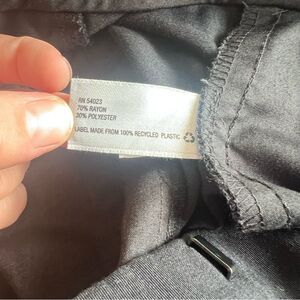 RN 54023
70% RAYON
30% POLYESTER
LABEL MADE FROM 100% RECYCLED PLASTIC